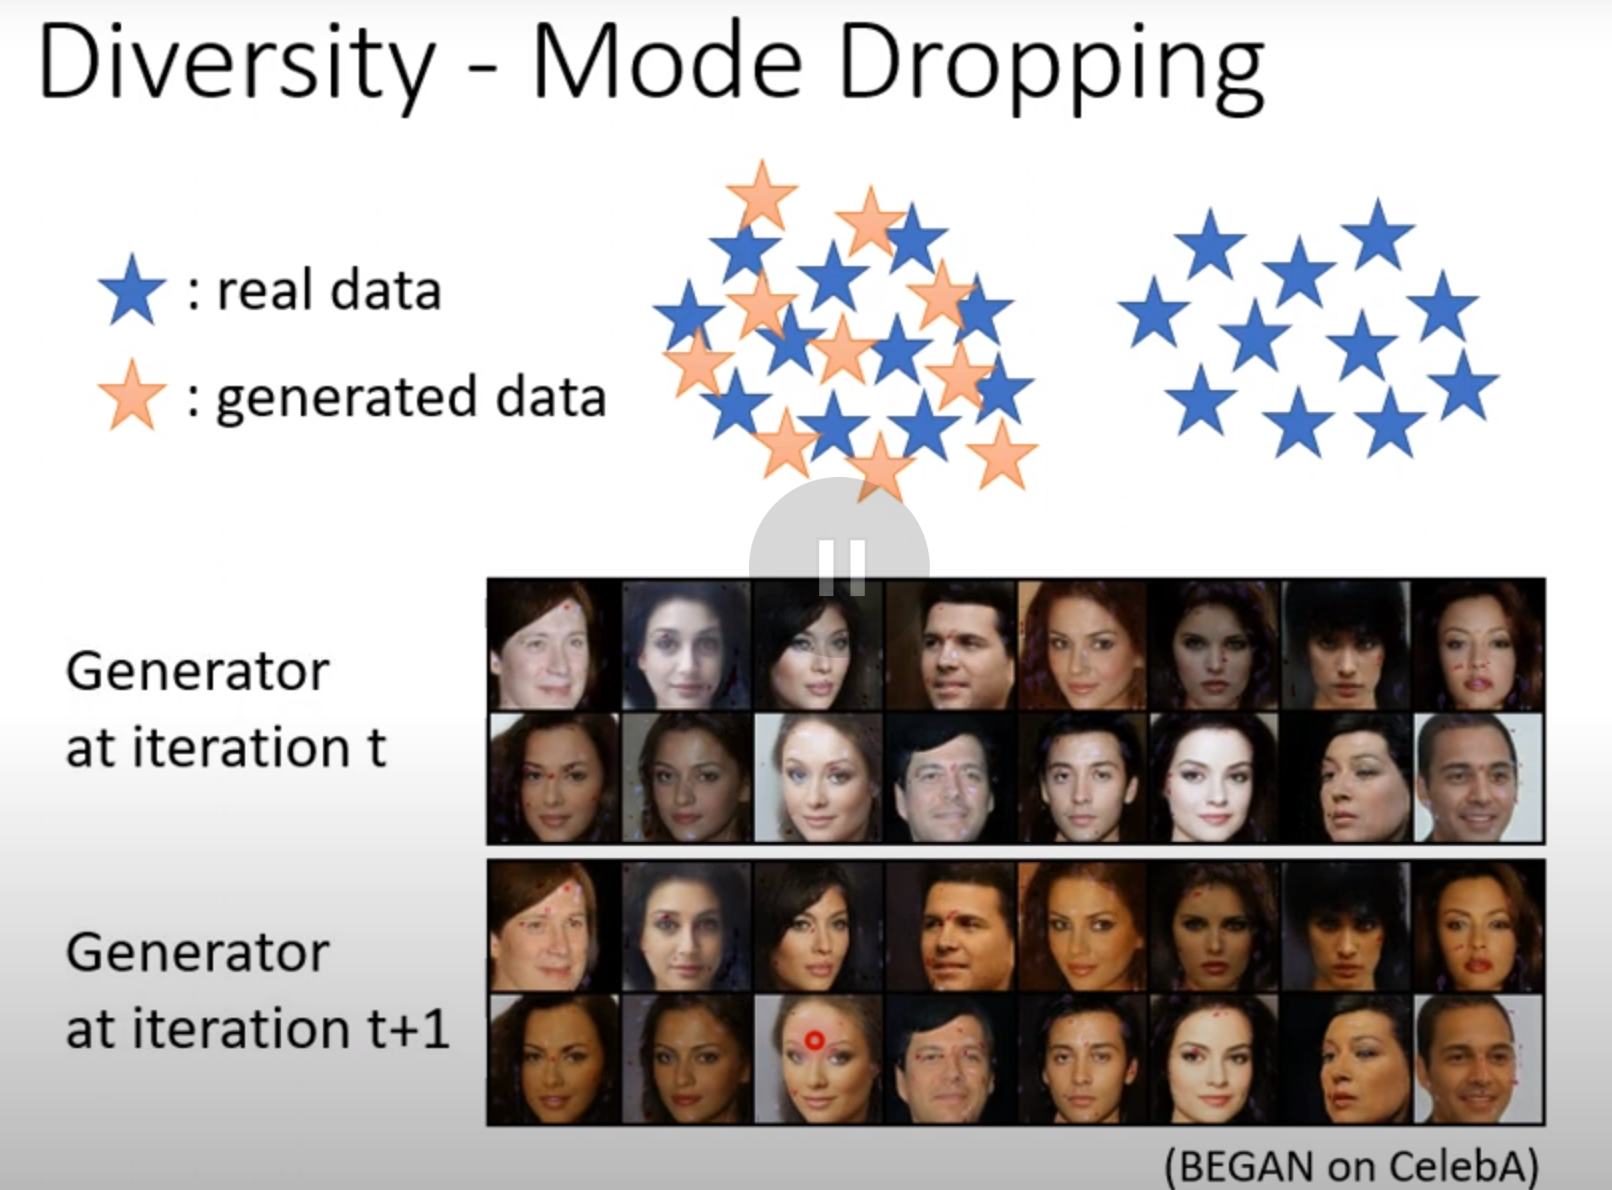 Diversity - Mode Dropping
: real data
: generated data
Generator
at iteration t
Generator
at iteration t+1
(BEGAN on CelebA)